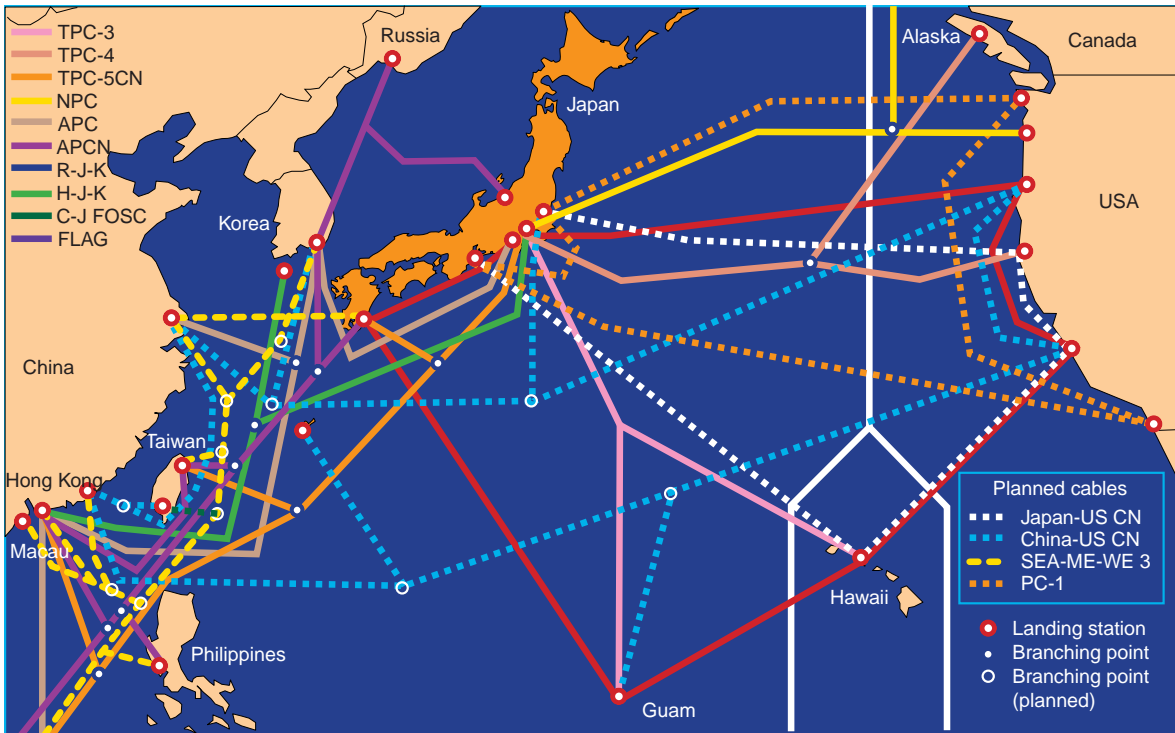 TPC-3
TPC-4
TPC-5CN
NPC
APC
APCN
R-J-K
H-J-K
C-J FOSC
FLAG
Russia
Japan
Alaska
Canada
Korea
USA
China
Taiwan
Hong Kong
Macau
Philippines
Guam
Hawaii
Planned cables
Japan-US CN
China-US CN
SEA-ME-WE 3
PC-1
Landing station
Branching point
Branching point
(planned)